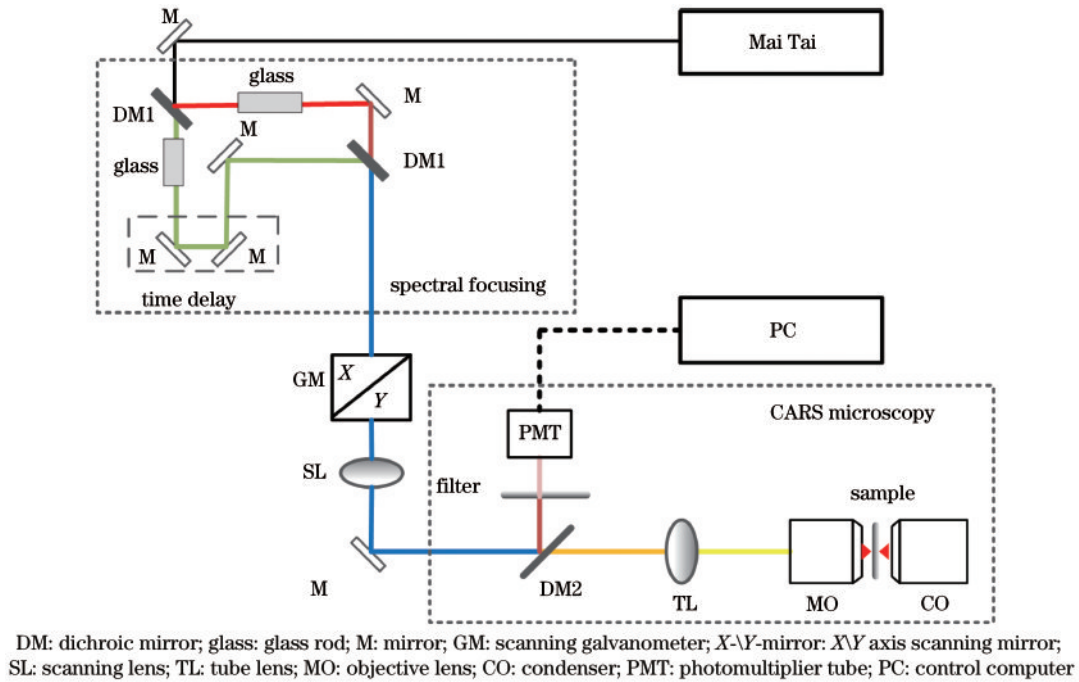 M
Mai Tai
glass
M
DM1
M
DM1
glass
M
M
time delay
spectral focusing
PC
GM
X
Y
CARS microscopy
PMT
SL
filter
sample
M
DM2
TL
MO
CO
DM: dichroic mirror; glass: glass rod; M: mirror; GM: scanning galvanometer; X-\Y-mirror: X\Y axis scanning mirror;
SL: scanning lens; TL: tube lens; MO: objective lens; CO: condenser; PMT: photomultiplier tube; PC: control computer